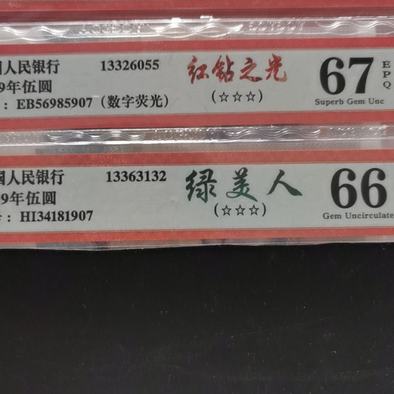 国人民银行 13326055 红钻之光 67 EPQ
9年伍圆 (☆☆☆) Superb Gem Unc
: EB56985907 (数字荧光)
国人民银行 13363132 绿美人 66
9年伍圆 (☆☆☆) Gem Uncirculate
: HI34181907